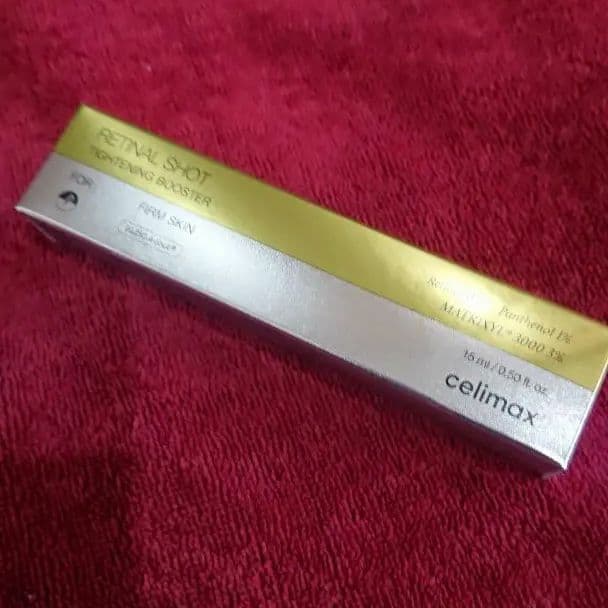 RETINAL SHOT
TIGHTENING BOOSTER
FOR
FIRM SKIN
Panthenol 1%
MATRIXYL® 3000 3%
15 ml / 0.50 fl. oz.
celimax